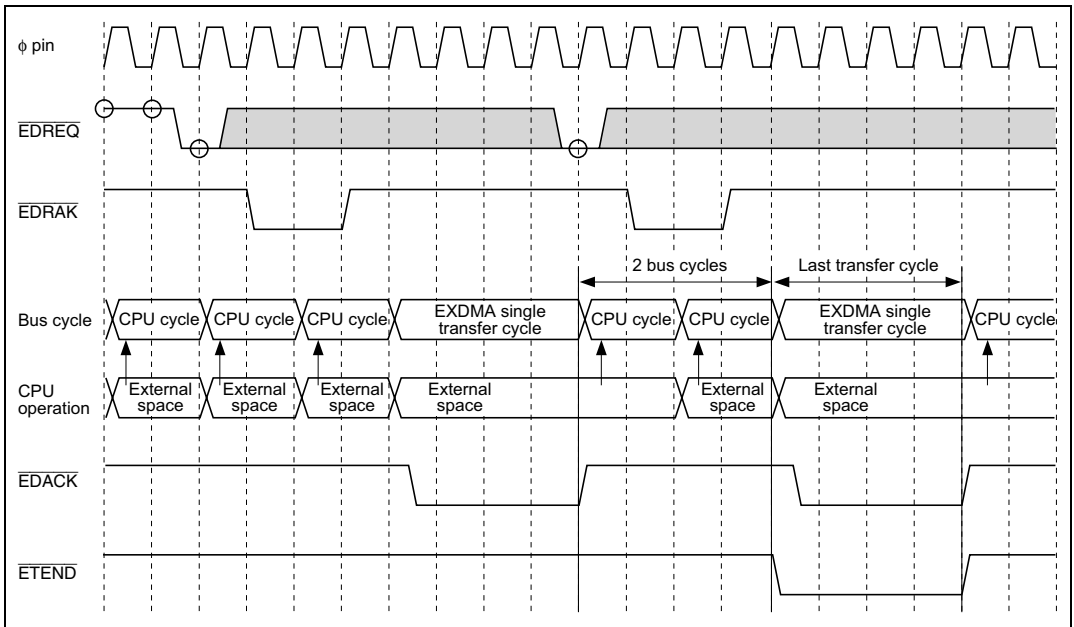 ϕ pin
EDREQ
EDRAK
2 bus cycles
Last transfer cycle
Bus cycle
CPU cycle
CPU cycle
CPU cycle
EXDMA single
transfer cycle
CPU cycle
CPU cycle
EXDMA single
transfer cycle
CPU cycle
CPU
operation
External
space
External
space
External
space
External
space
External
space
External
space
EDACK
ETEND